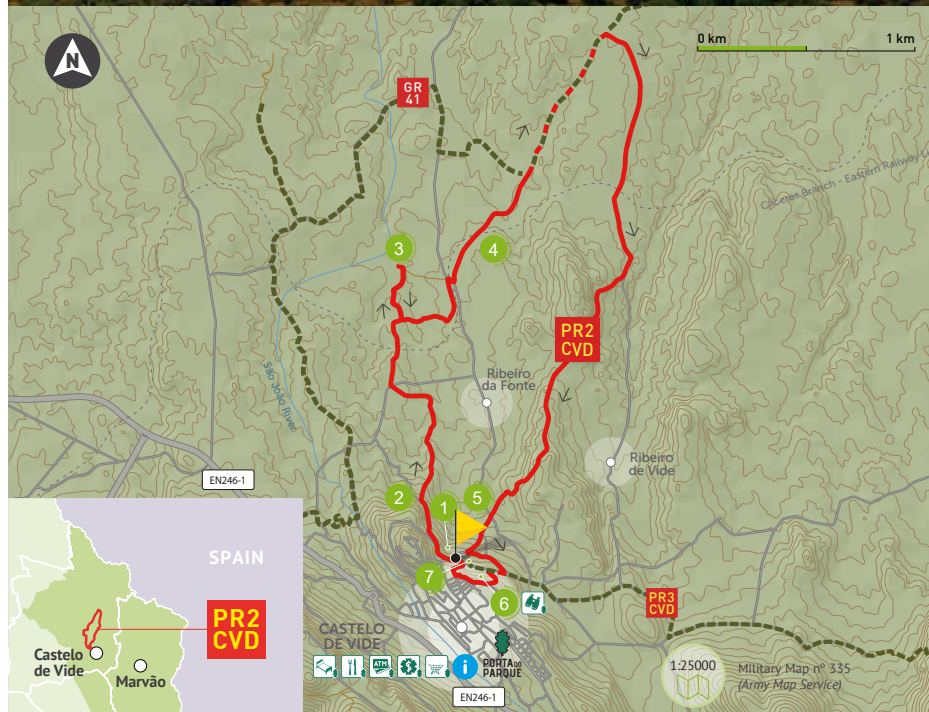 N
0 km
1 km
GR
41
Cáceres Branch - Eastern Railway L
3
4
PR2
CVD
São João River
Ribeiro
da Fonte
Ribeiro
de Vide
EN246-1
2
1
5
7
6
PR3
CVD
CASTELO
DE VIDE
ATM
$
i
PORTA DO
PARQUE
EN246-1
1:25000
Military Map nº 335
(Army Map Service)
SPAIN
PR2
CVD
Castelo
de Vide
Marvão